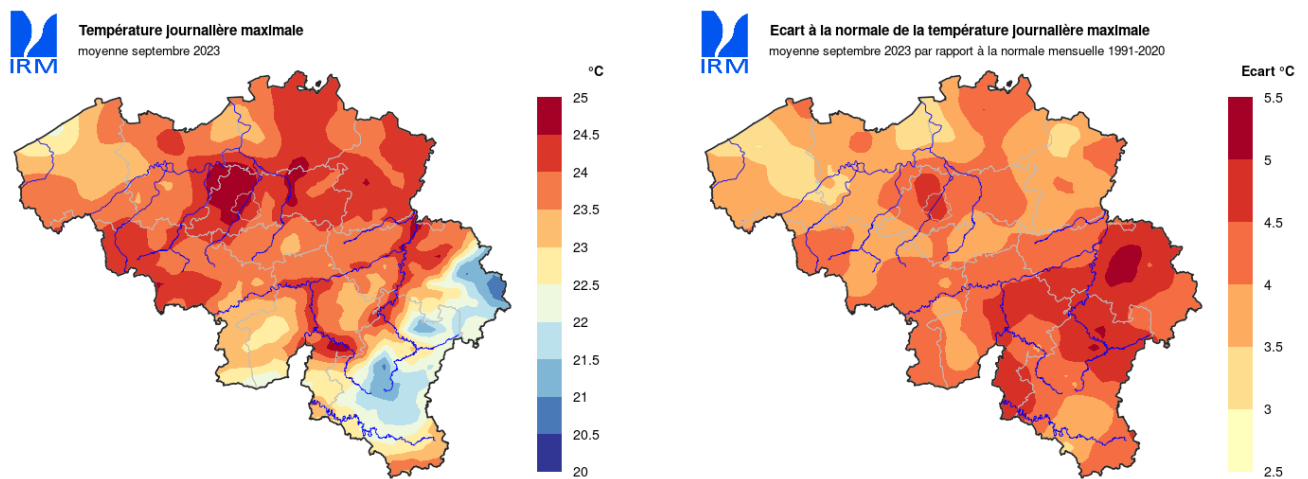 Température journalière maximale
moyenne septembre 2023
IRM
°C
25
24.5
24
23.5
23
22.5
22
21.5
21
20.5
20
Ecart à la normale de la température journalière maximale
moyenne septembre 2023 par rapport à la normale mensuelle 1991-2020
IRM
Ecart °C
5.5
5
4.5
4
3.5
3
2.5